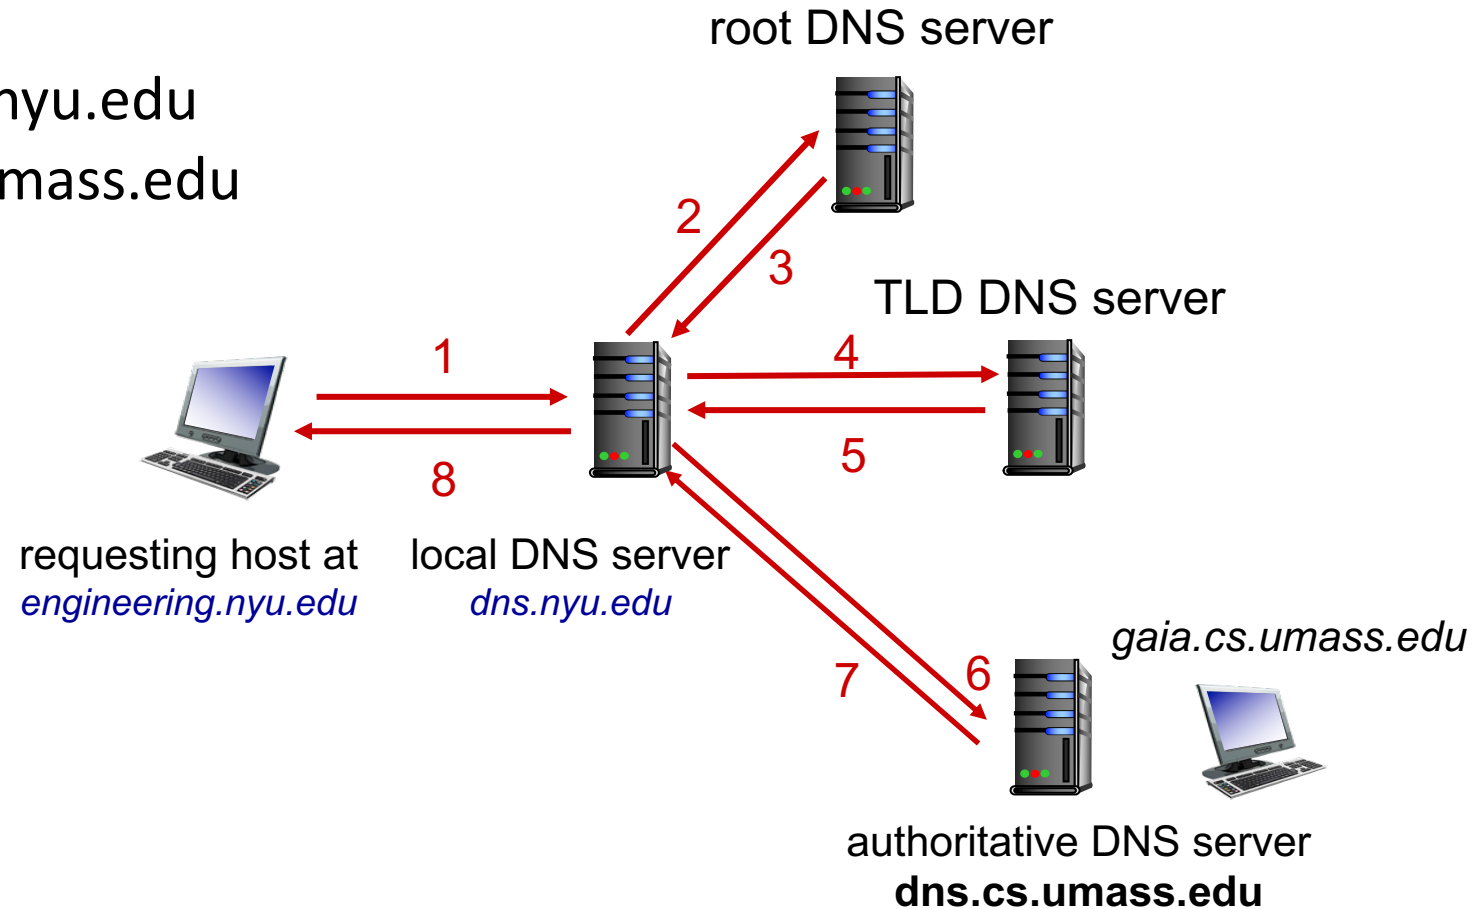 root DNS server
nyu.edu
mass.edu
2
3
TLD DNS server
1
4
5
8
requesting host at
engineering.nyu.edu
local DNS server
dns.nyu.edu
gaia.cs.umass.edu
6
7
authoritative DNS server
dns.cs.umass.edu